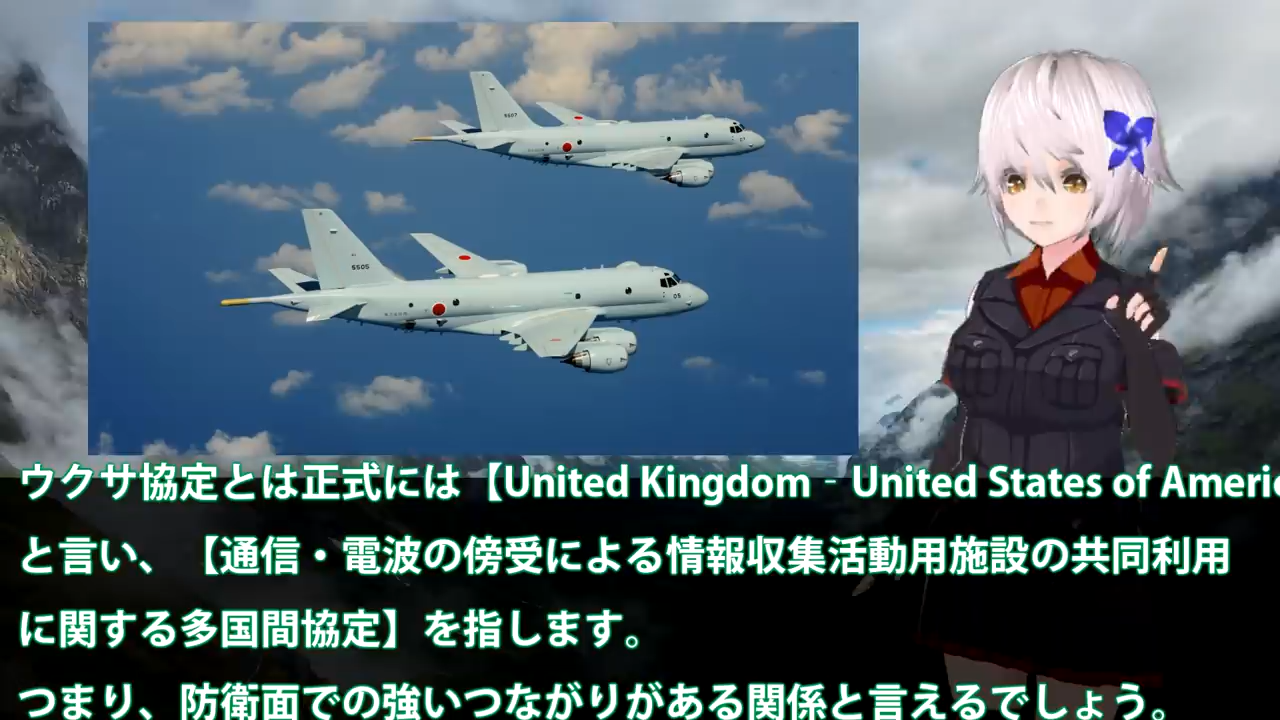 5507
5505
05
ウクサ協定とは正式には【United Kingdom‐United States of Americ
と言い、【通信・電波の傍受による情報収集活動用施設の共同利用
に関する多国間協定】を指します。
つまり、防衛面での強いつながりがある関係と言えるでしょう。